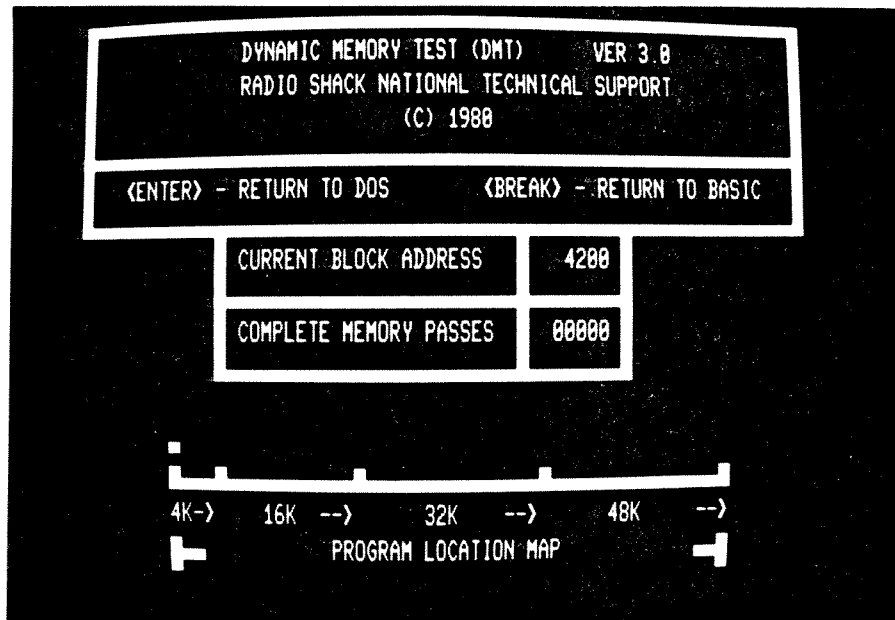 DYNAMIC MEMORY TEST (DMT) VER 3.0
RADIO SHACK NATIONAL TECHNICAL SUPPORT
(C) 1980
<ENTER> - RETURN TO DOS <BREAK> - RETURN TO BASIC
CURRENT BLOCK ADDRESS 4200
COMPLETE MEMORY PASSES 00000
4K-> 16K --> 32K --> 48K -->
PROGRAM LOCATION MAP